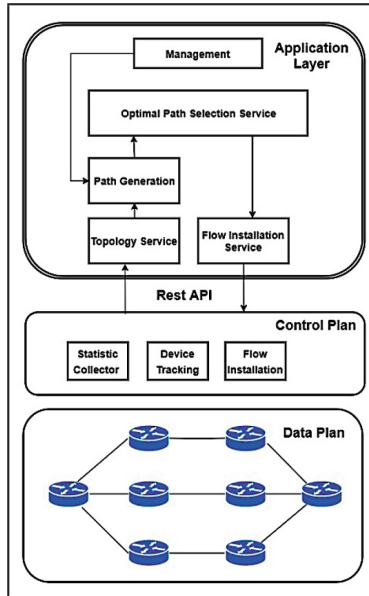 Application
Layer
Management
Optimal Path Selection Service
Path Generation
Topology Service
Flow Installation
Service
Rest API
Control Plan
Statistic
Collector
Device
Tracking
Flow
Installation
Data Plan